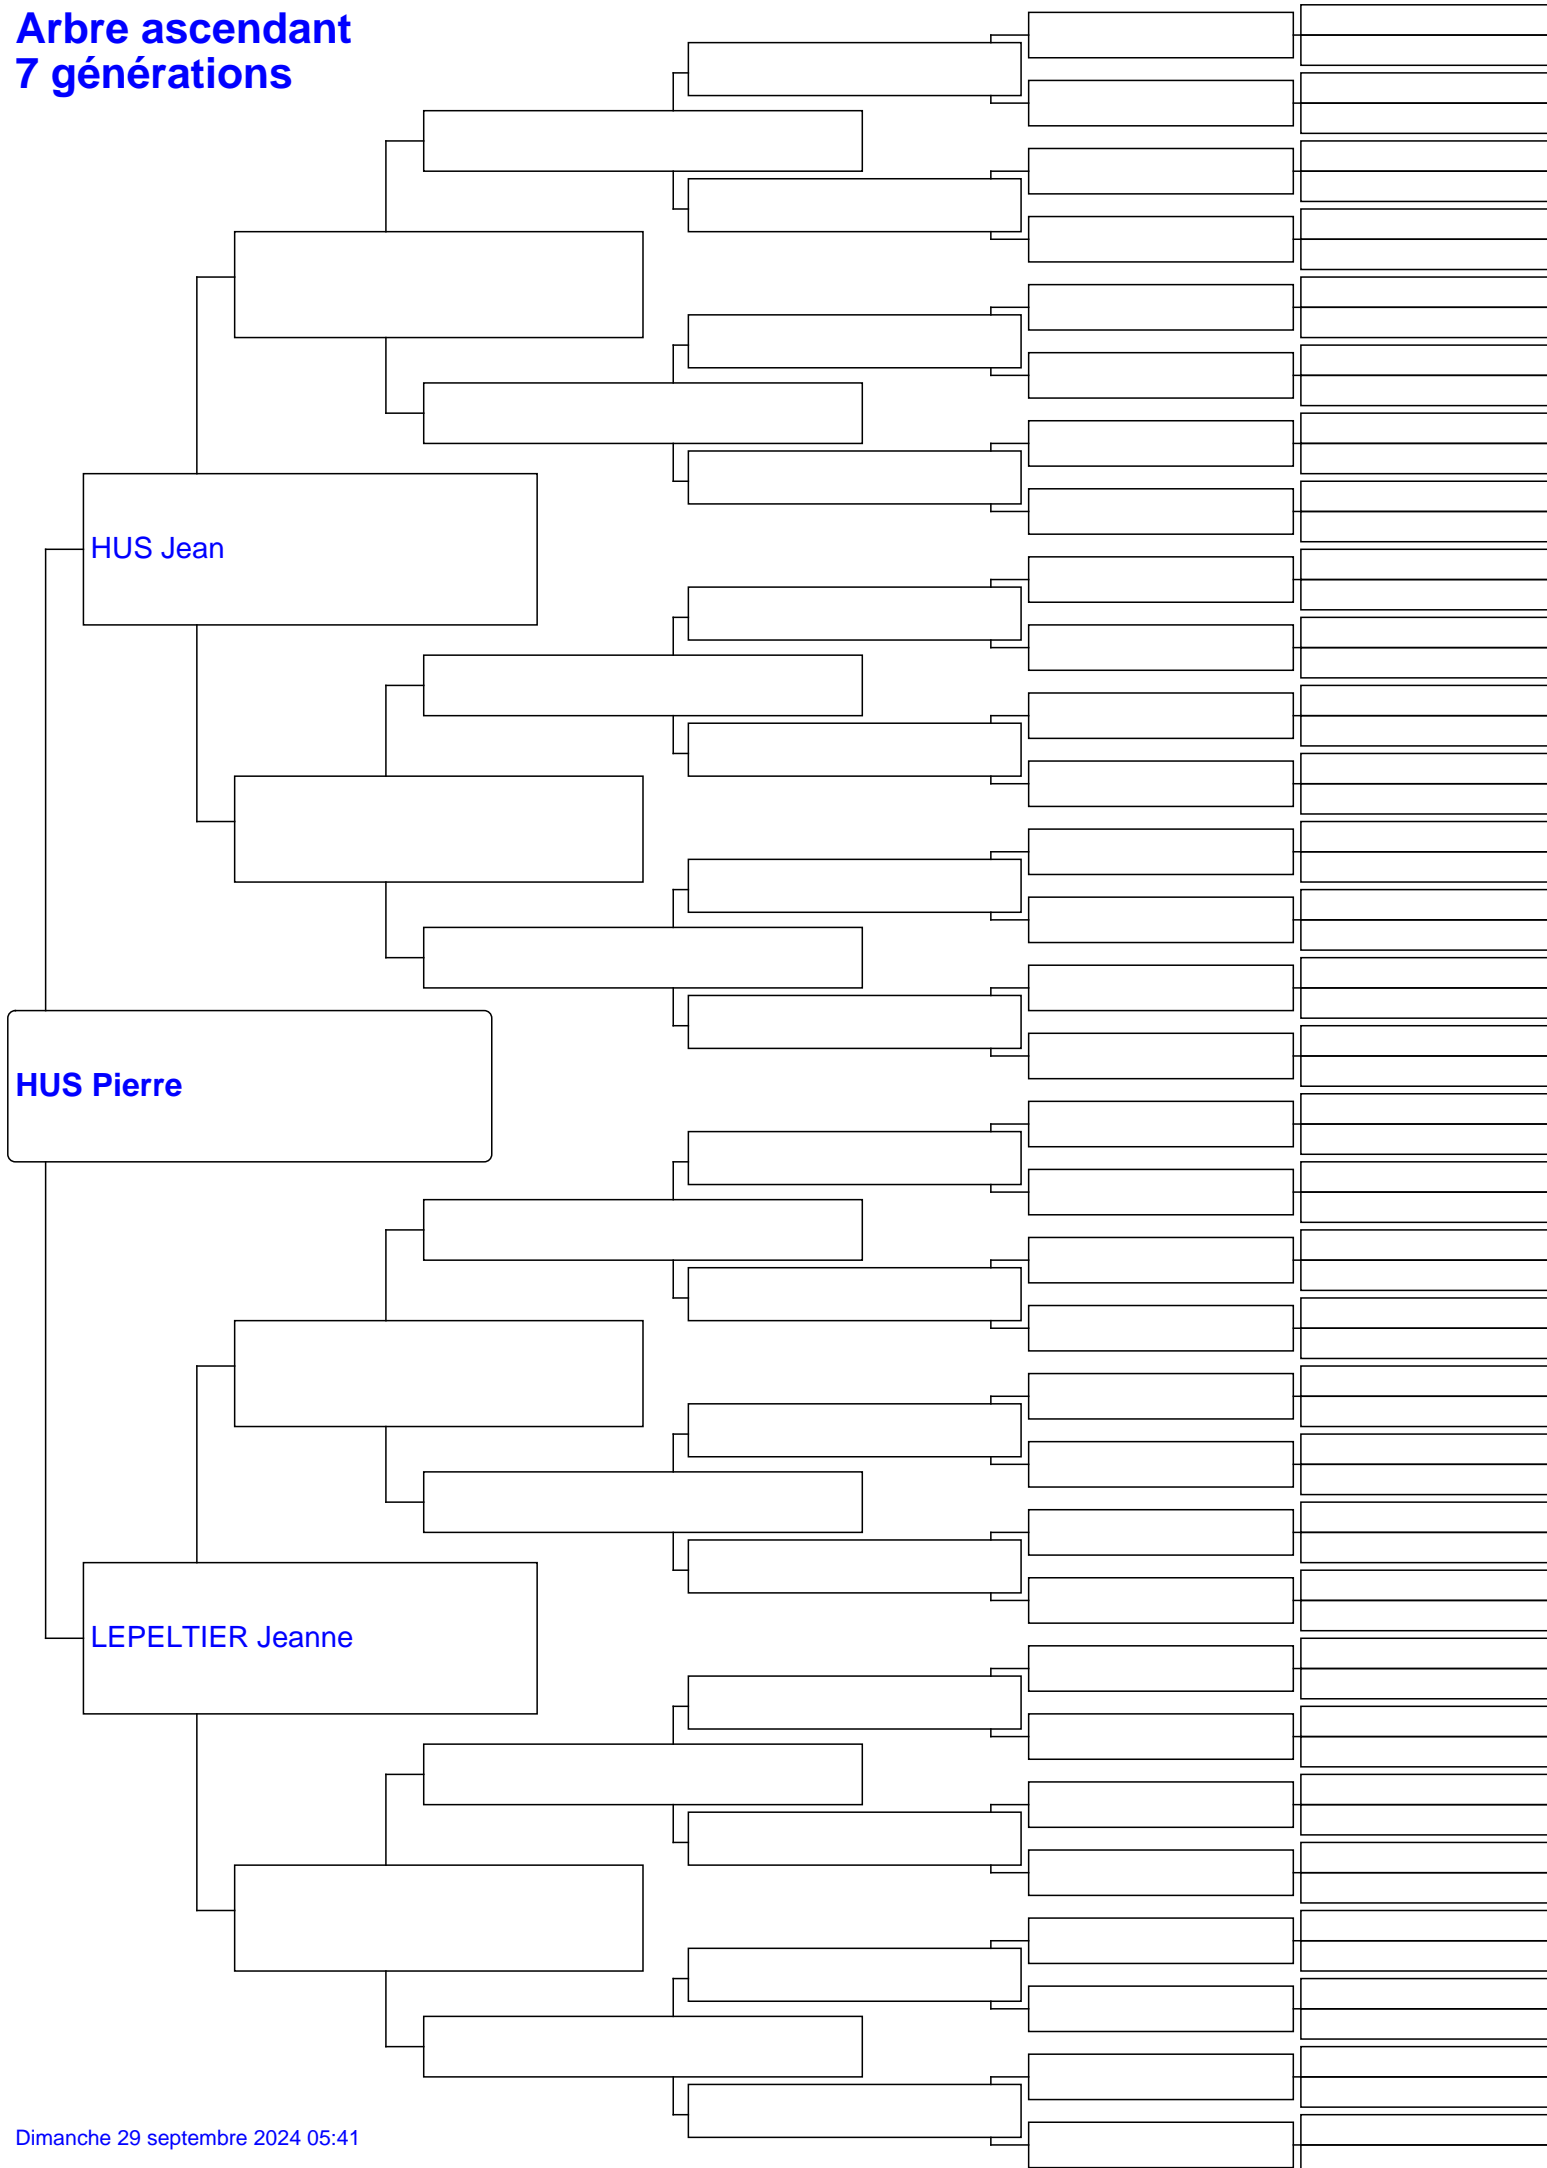 Arbre ascendant
7 générations
HUS Jean
HUS Pierre
LEPELTIER Jeanne
Dimanche 29 septembre 2024 05:41